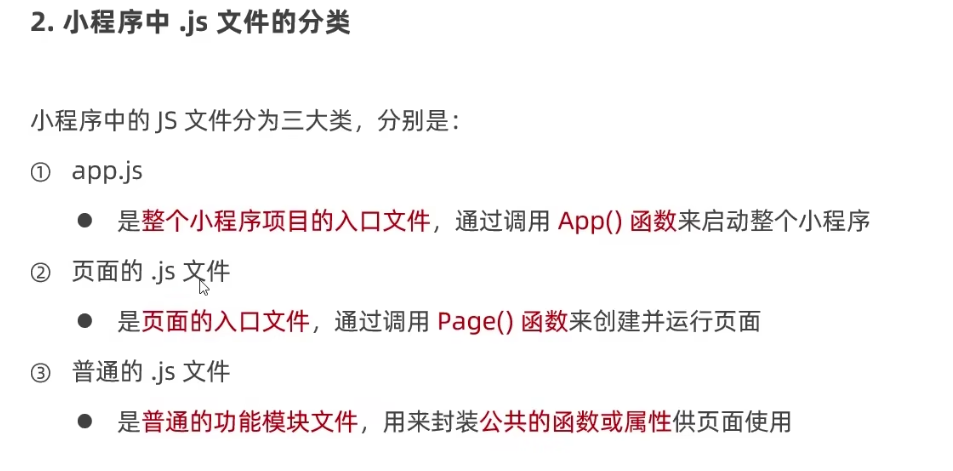 2. 小程序中 .js 文件的分类
小程序中的 JS 文件分为三大类，分别是：
① app.js
● 是整个小程序项目的入口文件，通过调用 App() 函数来启动整个小程序
② 页面的 .js 文件
● 是页面的入口文件，通过调用 Page() 函数来创建并运行页面
③ 普通的 .js 文件
● 是普通的功能模块文件，用来封装公共的函数或属性供页面使用